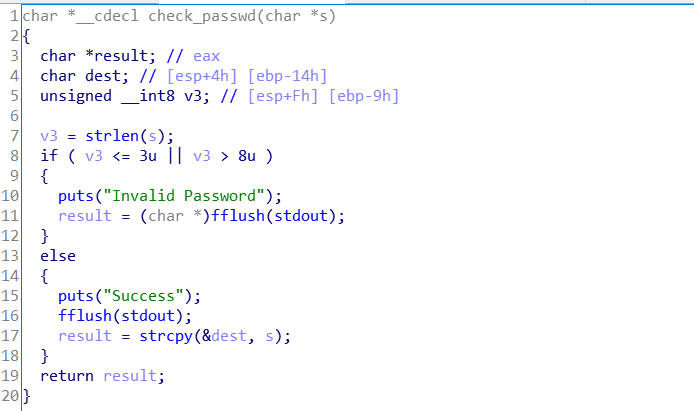 1 char *__cdecl check_passwd(char *s)
2 {
3   char *result; // eax
4   char dest; // [esp+4h] [ebp-14h]
5   unsigned __int8 v3; // [esp+Fh] [ebp-9h]
6
7   v3 = strlen(s);
8   if ( v3 <= 3u || v3 > 8u )
9   {
10     puts("Invalid Password");
11     result = (char *)fflush(stdout);
12   }
13   else
14   {
15     puts("Success");
16     fflush(stdout);
17     result = strcpy(&dest, s);
18   }
19   return result;
20 }